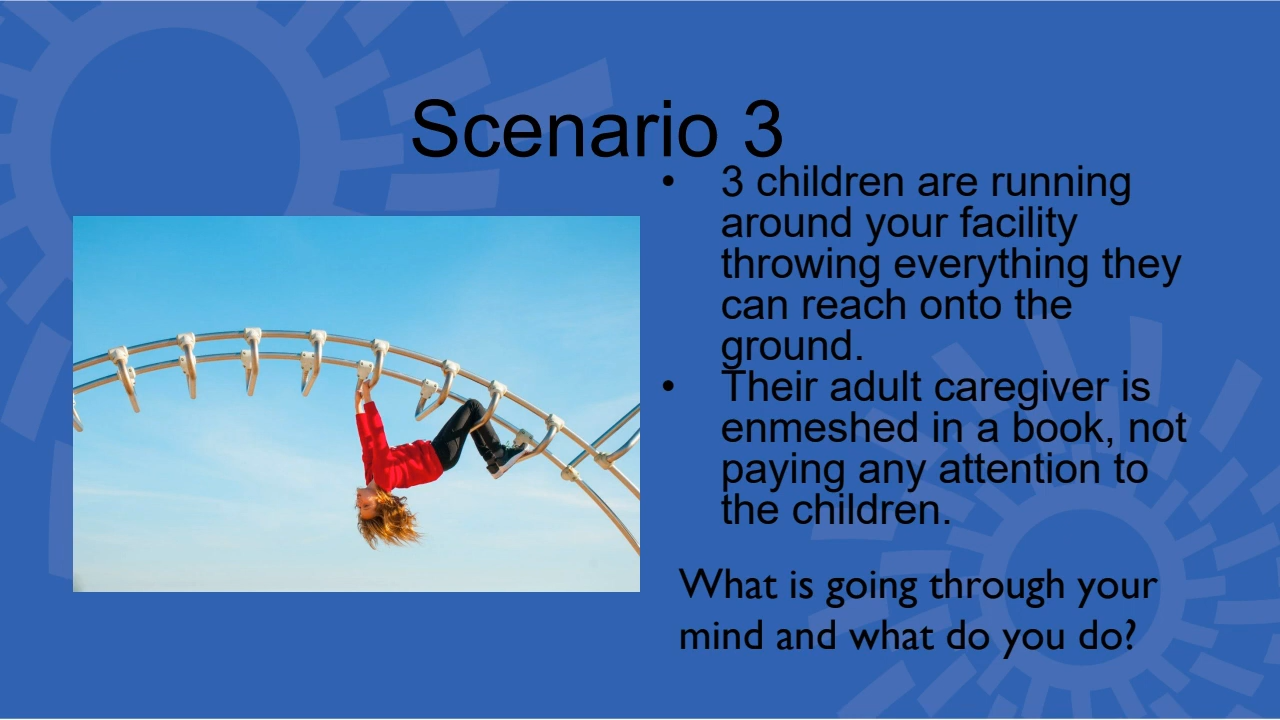 Scenario 3
• 3 children are running
around your facility
throwing everything they
can reach onto the
ground.
• Their adult caregiver is
enmeshed in a book, not
paying any attention to
the children.
What is going through your
mind and what do you do?